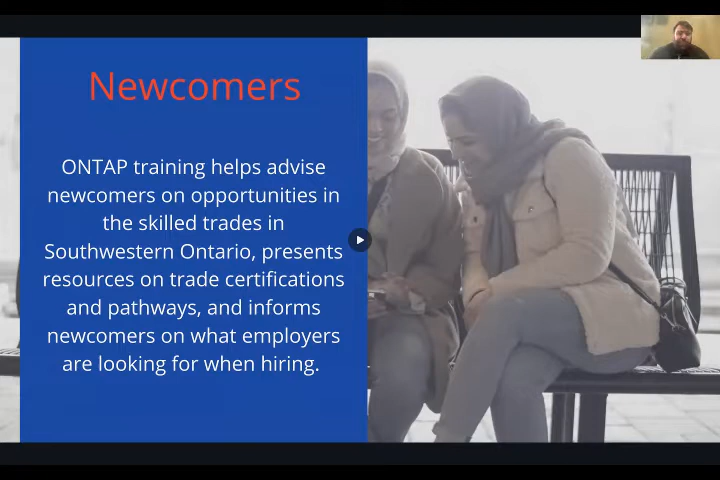 Newcomers
ONTAP training helps advise
newcomers on opportunities in
the skilled trades in
Southwestern Ontario, presents
resources on trade certifications
and pathways, and informs
newcomers on what employers
are looking for when hiring.